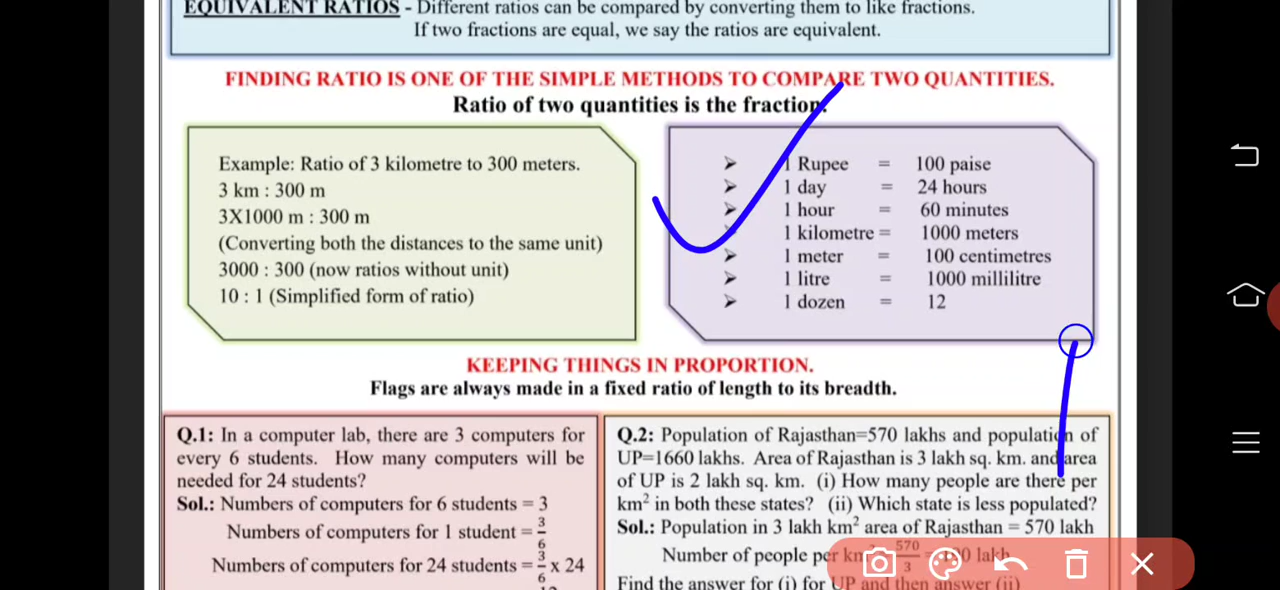 EQUIVALENT RATIOS - Different ratios can be compared by converting them to like fractions.
If two fractions are equal, we say the ratios are equivalent.
FINDING RATIO IS ONE OF THE SIMPLE METHODS TO COMPARE TWO QUANTITIES.
Ratio of two quantities is the fraction.
Example: Ratio of 3 kilometre to 300 meters.
3 km : 300 m
3X1000 m : 300 m
(Converting both the distances to the same unit)
3000 : 300 (now ratios without unit)
10 : 1 (Simplified form of ratio)
➢ 1 Rupee = 100 paise
➢ 1 day = 24 hours
➢ 1 hour = 60 minutes
➢ 1 kilometre = 1000 meters
➢ 1 meter = 100 centimetres
➢ 1 litre = 1000 millilitre
➢ 1 dozen = 12
KEEPING THINGS IN PROPORTION.
Flags are always made in a fixed ratio of length to its breadth.
Q.1: In a computer lab, there are 3 computers for
every 6 students. How many computers will be
needed for 24 students?
Sol.: Numbers of computers for 6 students = 3
Numbers of computers for 1 student = 3/6
Numbers of computers for 24 students = 3/6 x 24
Q.2: Population of Rajasthan=570 lakhs and population of
UP=1660 lakhs. Area of Rajasthan is 3 lakh sq. km. and area
of UP is 2 lakh sq. km. (i) How many people are there per
km² in both these states? (ii) Which state is less populated?
Sol.: Population in 3 lakh km² area of Rajasthan = 570 lakh
Number of people per km 570/3 lakh
Find the answer for (i) for UP and then answer (ii)